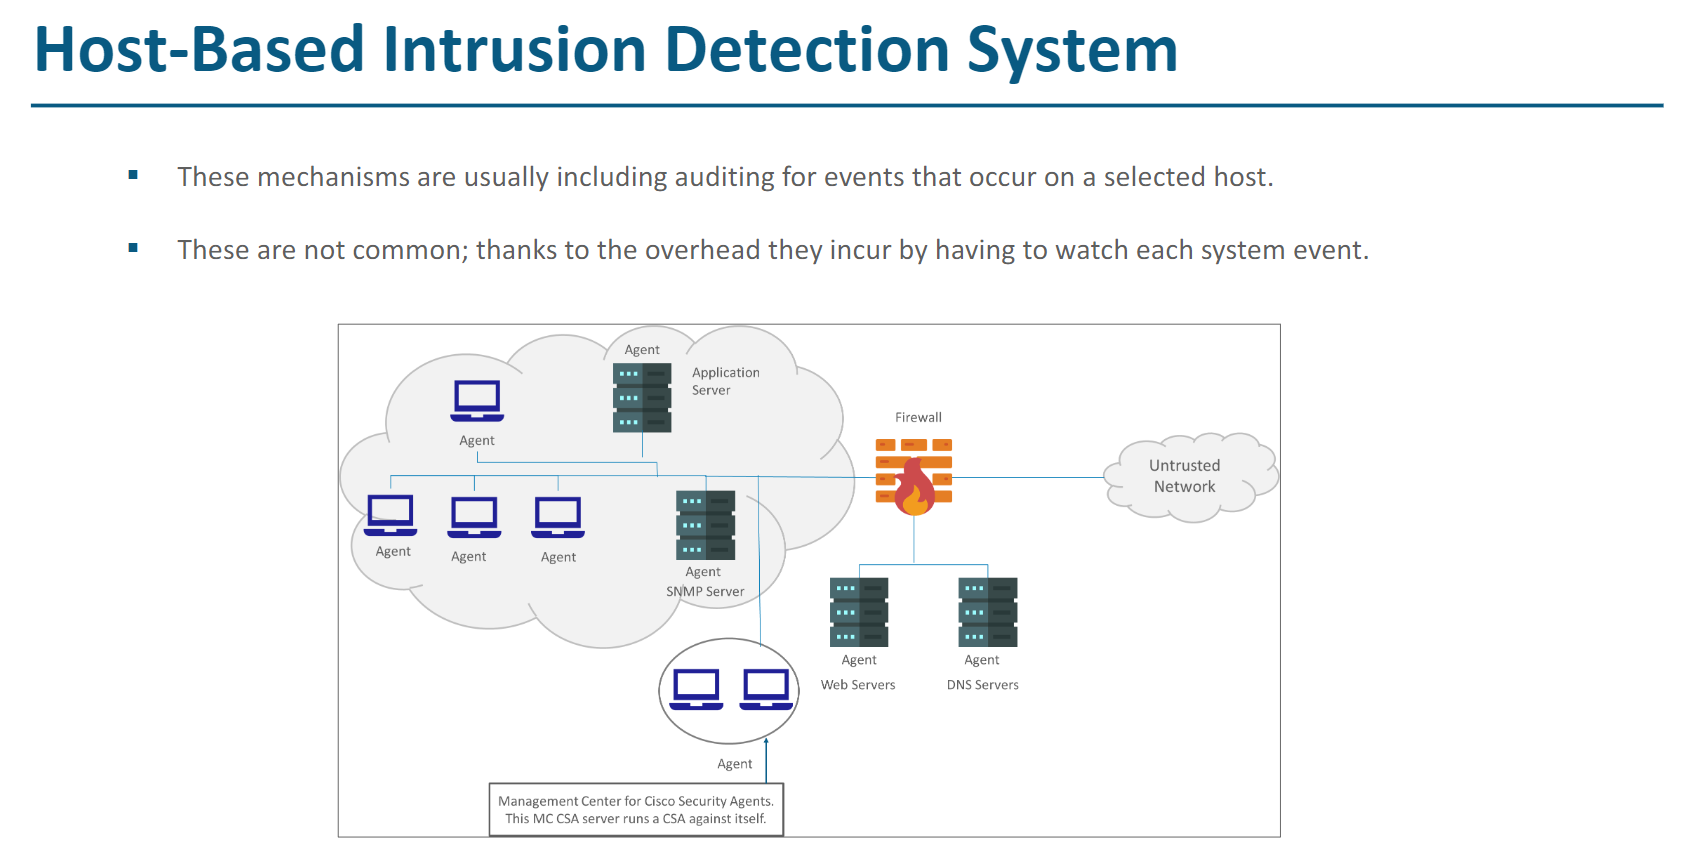 Host-Based Intrusion Detection System
These mechanisms are usually including auditing for events that occur on a selected host.
These are not common; thanks to the overhead they incur by having to watch each system event.
Agent
Application
Server
Agent
Firewall
Untrusted
Network
Agent
Agent
Agent
Agent
SNMP Server
Agent
Web Servers
Agent
DNS Servers
Agent
Management Center for Cisco Security Agents.
This MC CSA server runs a CSA against itself.